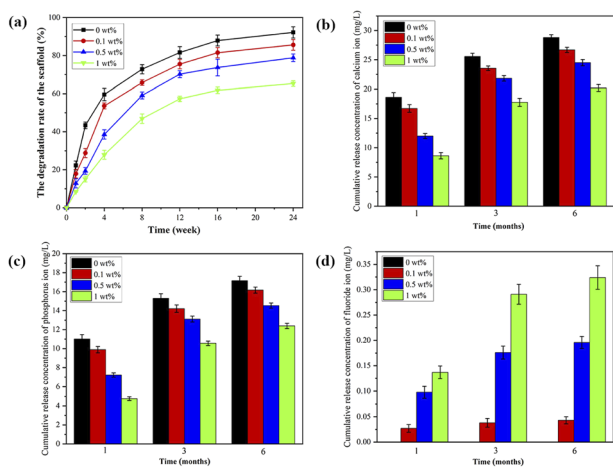 (a)
0 wt%
0.1 wt%
0.5 wt%
1 wt%
The degradation rate of the scaffold (%)
100
80
60
40
20
0
0 4 8 12 16 20 24
Time (week)
(b)
0 wt%
0.1 wt%
0.5 wt%
1 wt%
Cumulative release concentration of calcium ion (mg/L)
30
25
20
15
10
5
0
1 3 6
Time (months)
(c)
0 wt%
0.1 wt%
0.5 wt%
1 wt%
Cumulative release concentration of phosphorus ion (mg/L)
18
16
14
12
10
8
6
4
2
0
1 3 6
Time (months)
(d)
0 wt%
0.1 wt%
0.5 wt%
1 wt%
Cumulative release concentration of fluoride ion (mg/L)
0.35
0.30
0.25
0.20
0.15
0.10
0.05
0.00
1 3 6
Time (months)